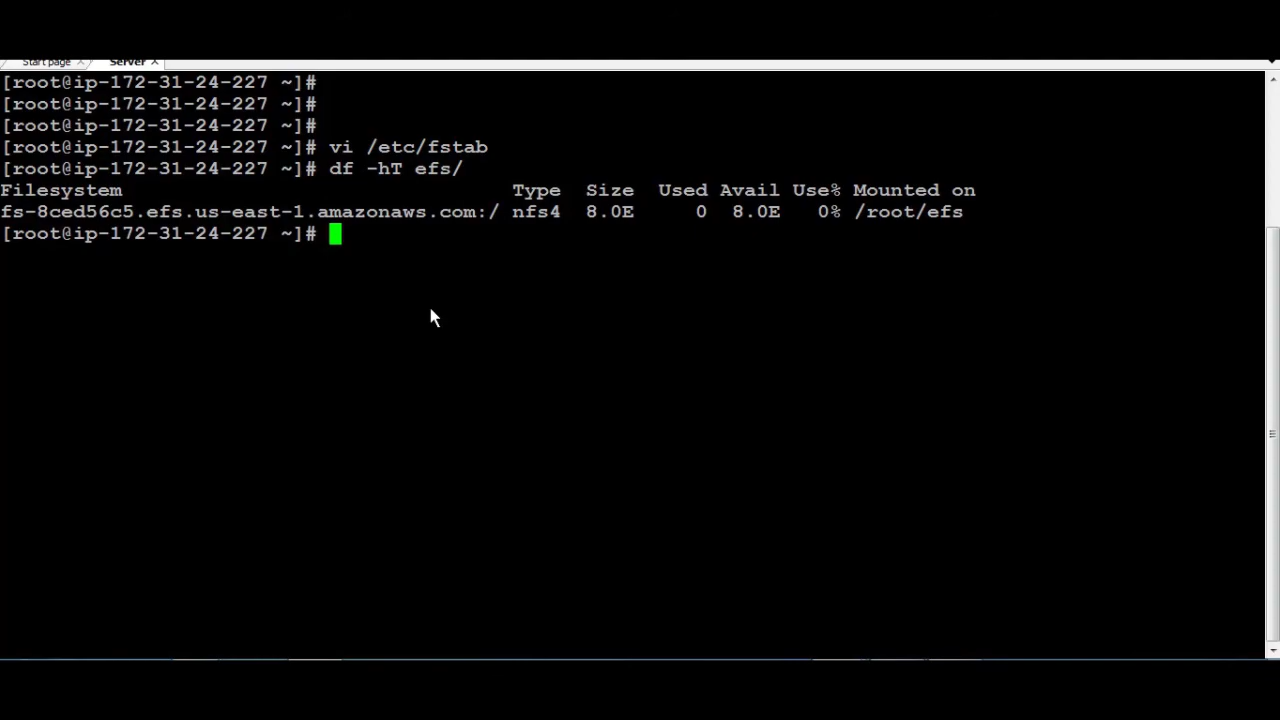 Start page Server
[root@ip-172-31-24-227 ~]#
[root@ip-172-31-24-227 ~]#
[root@ip-172-31-24-227 ~]#
[root@ip-172-31-24-227 ~]# vi /etc/fstab
[root@ip-172-31-24-227 ~]# df -hT efs/
Filesystem Type Size Used Avail Use% Mounted on
fs-8ced56c5.efs.us-east-1.amazonaws.com:/ nfs4 8.0E 0 8.0E 0% /root/efs
[root@ip-172-31-24-227 ~]#